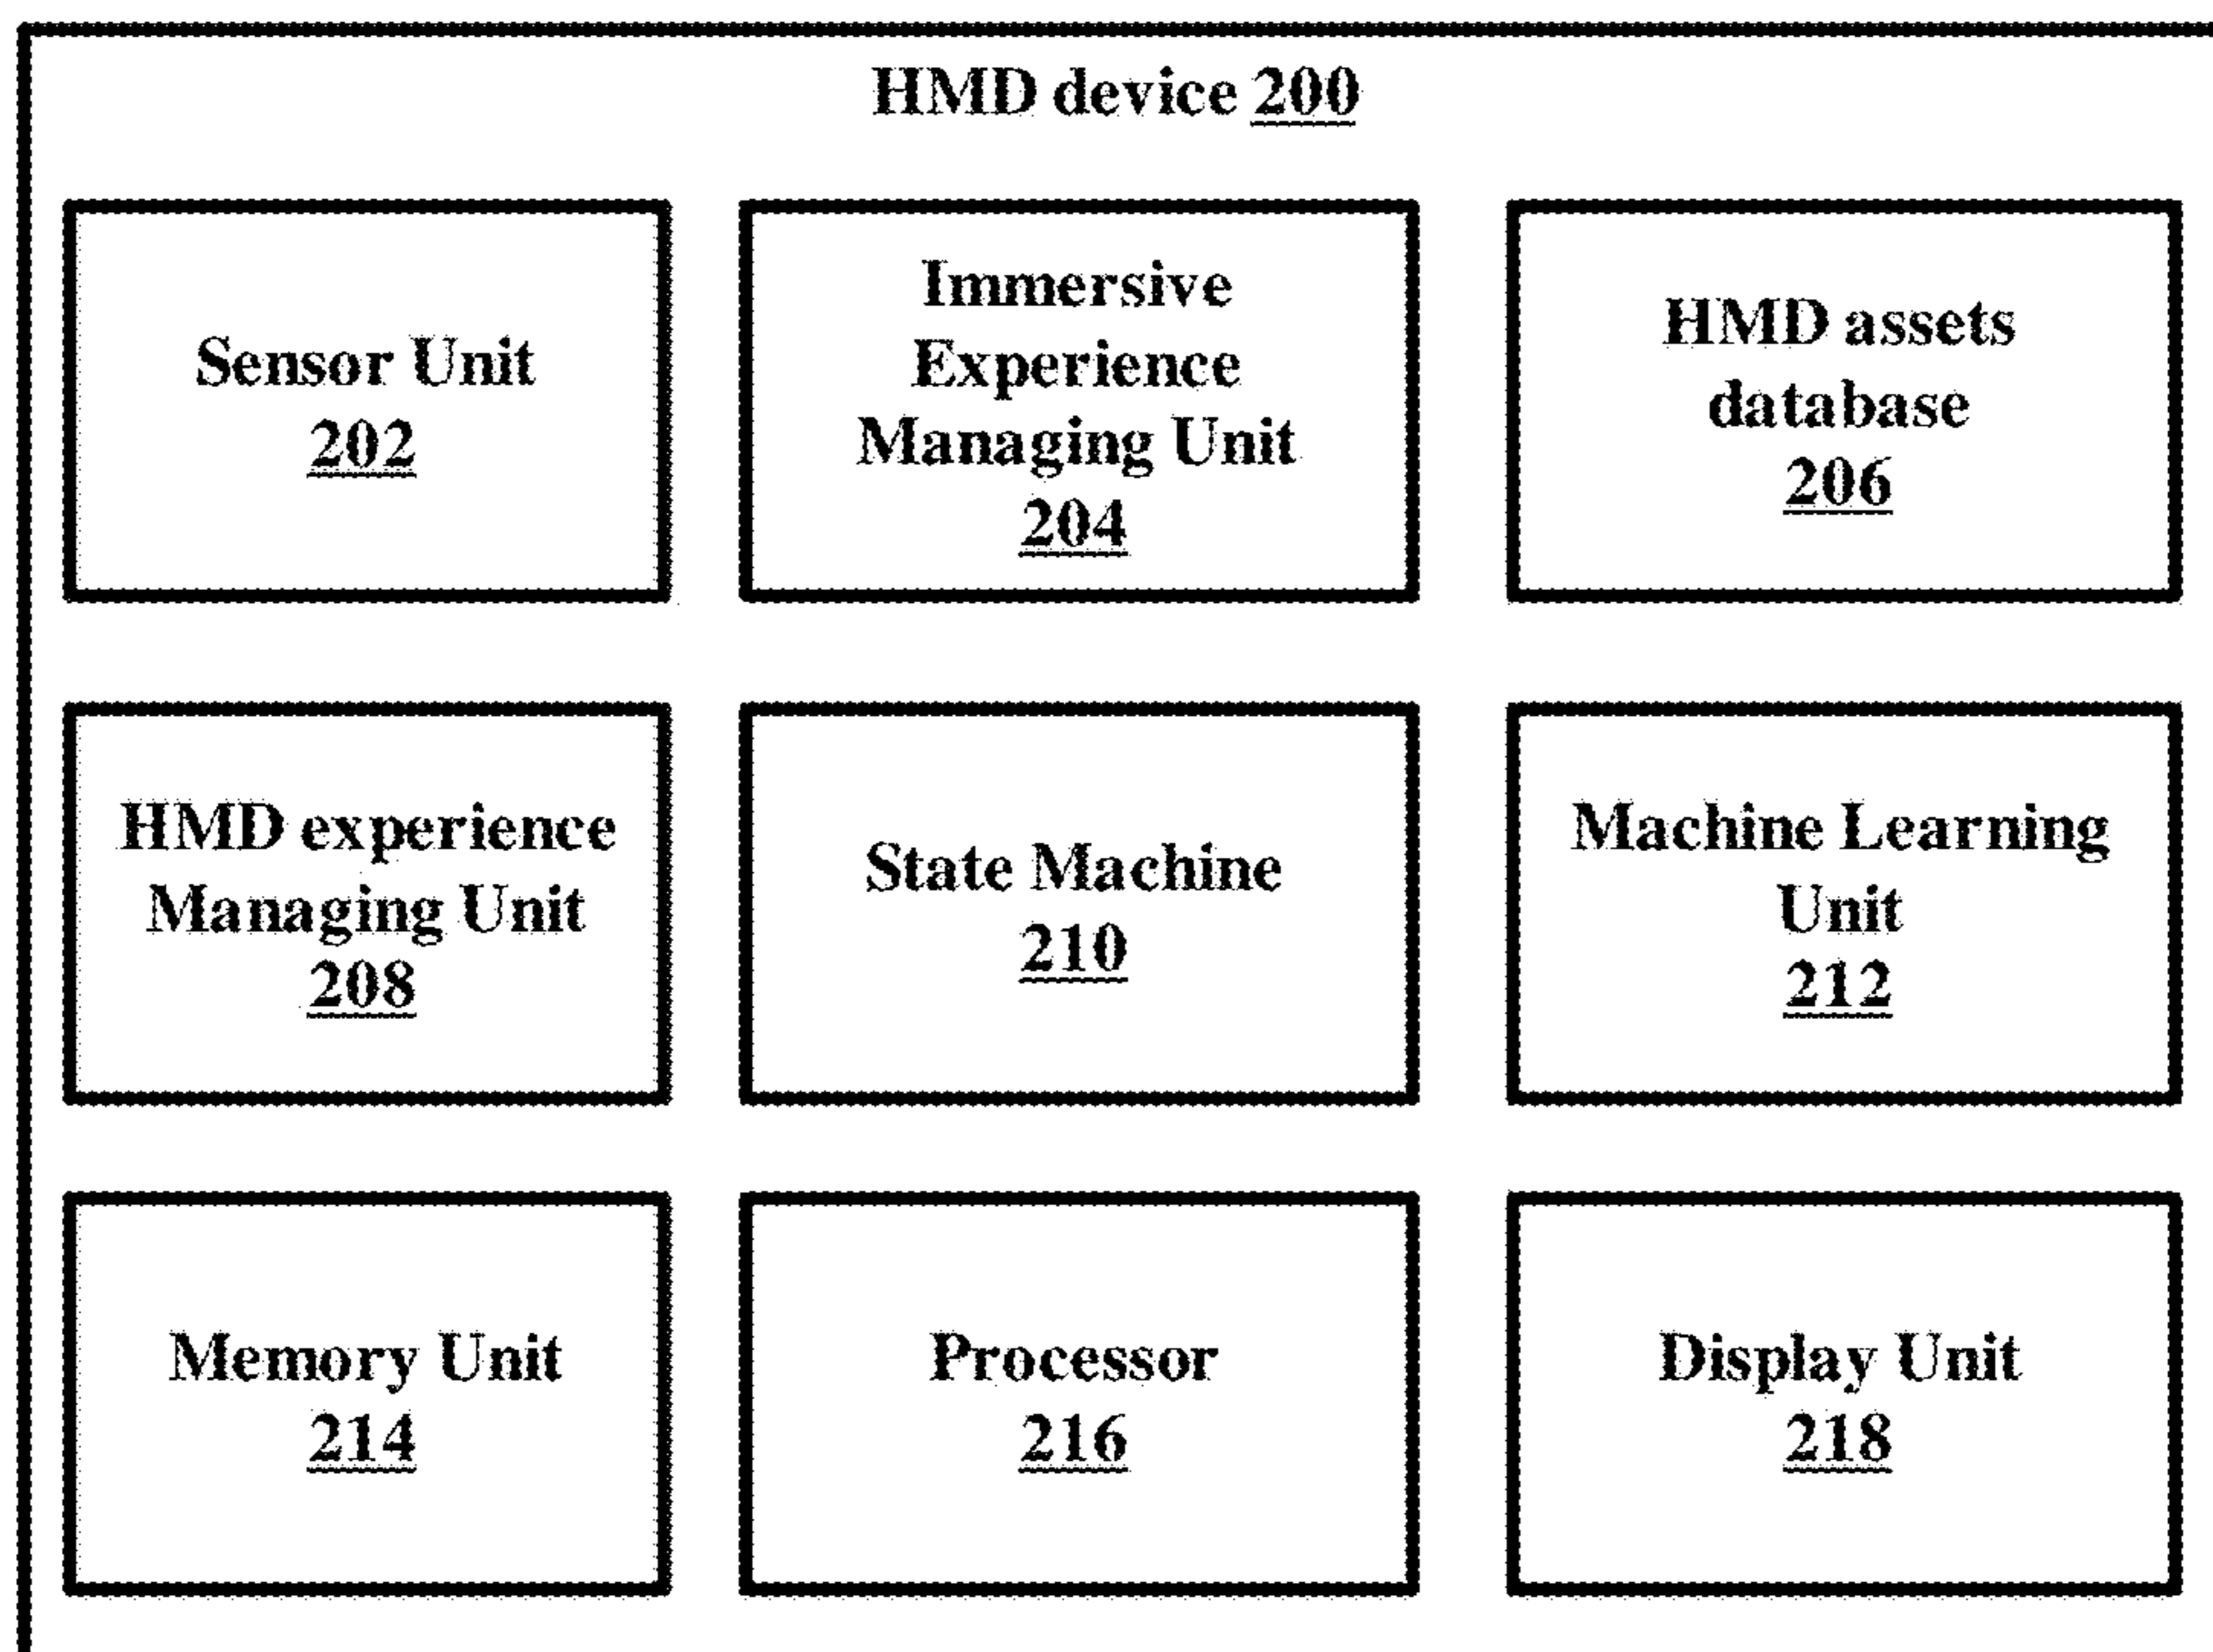 HMD device 200
Sensor Unit
202
Immersive
Experience
Managing Unit
204
HMD assets
database
206
HMD experience
Managing Unit
208
State Machine
210
Machine Learning
Unit
212
Memory Unit
214
Processor
216
Display Unit
218